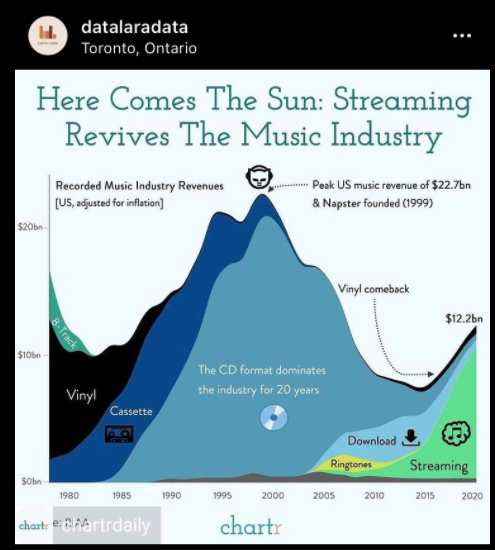 datalaradata
Toronto, Ontario
Here Comes The Sun: Streaming
Revives The Music Industry
Recorded Music Industry Revenues
[US, adjusted for inflation]
Peak US music revenue of $22.7bn
& Napster founded (1999)
$20bn
Vinyl comeback
$12.2bn
8-Track
$10bn
The CD format dominates
the industry for 20 years
Vinyl
Cassette
Download
Ringtones
Streaming
$0bn
1980 1985 1990 1995 2000 2005 2010 2015 2020
chartr chartrdaily
chartr